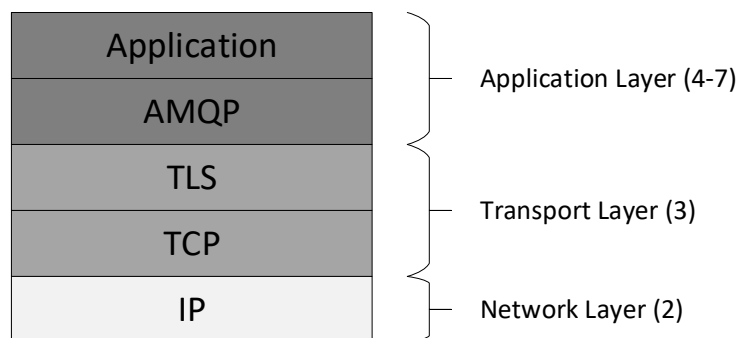 Application
AMQP
TLS
TCP
IP
Application Layer (4-7)
Transport Layer (3)
Network Layer (2)